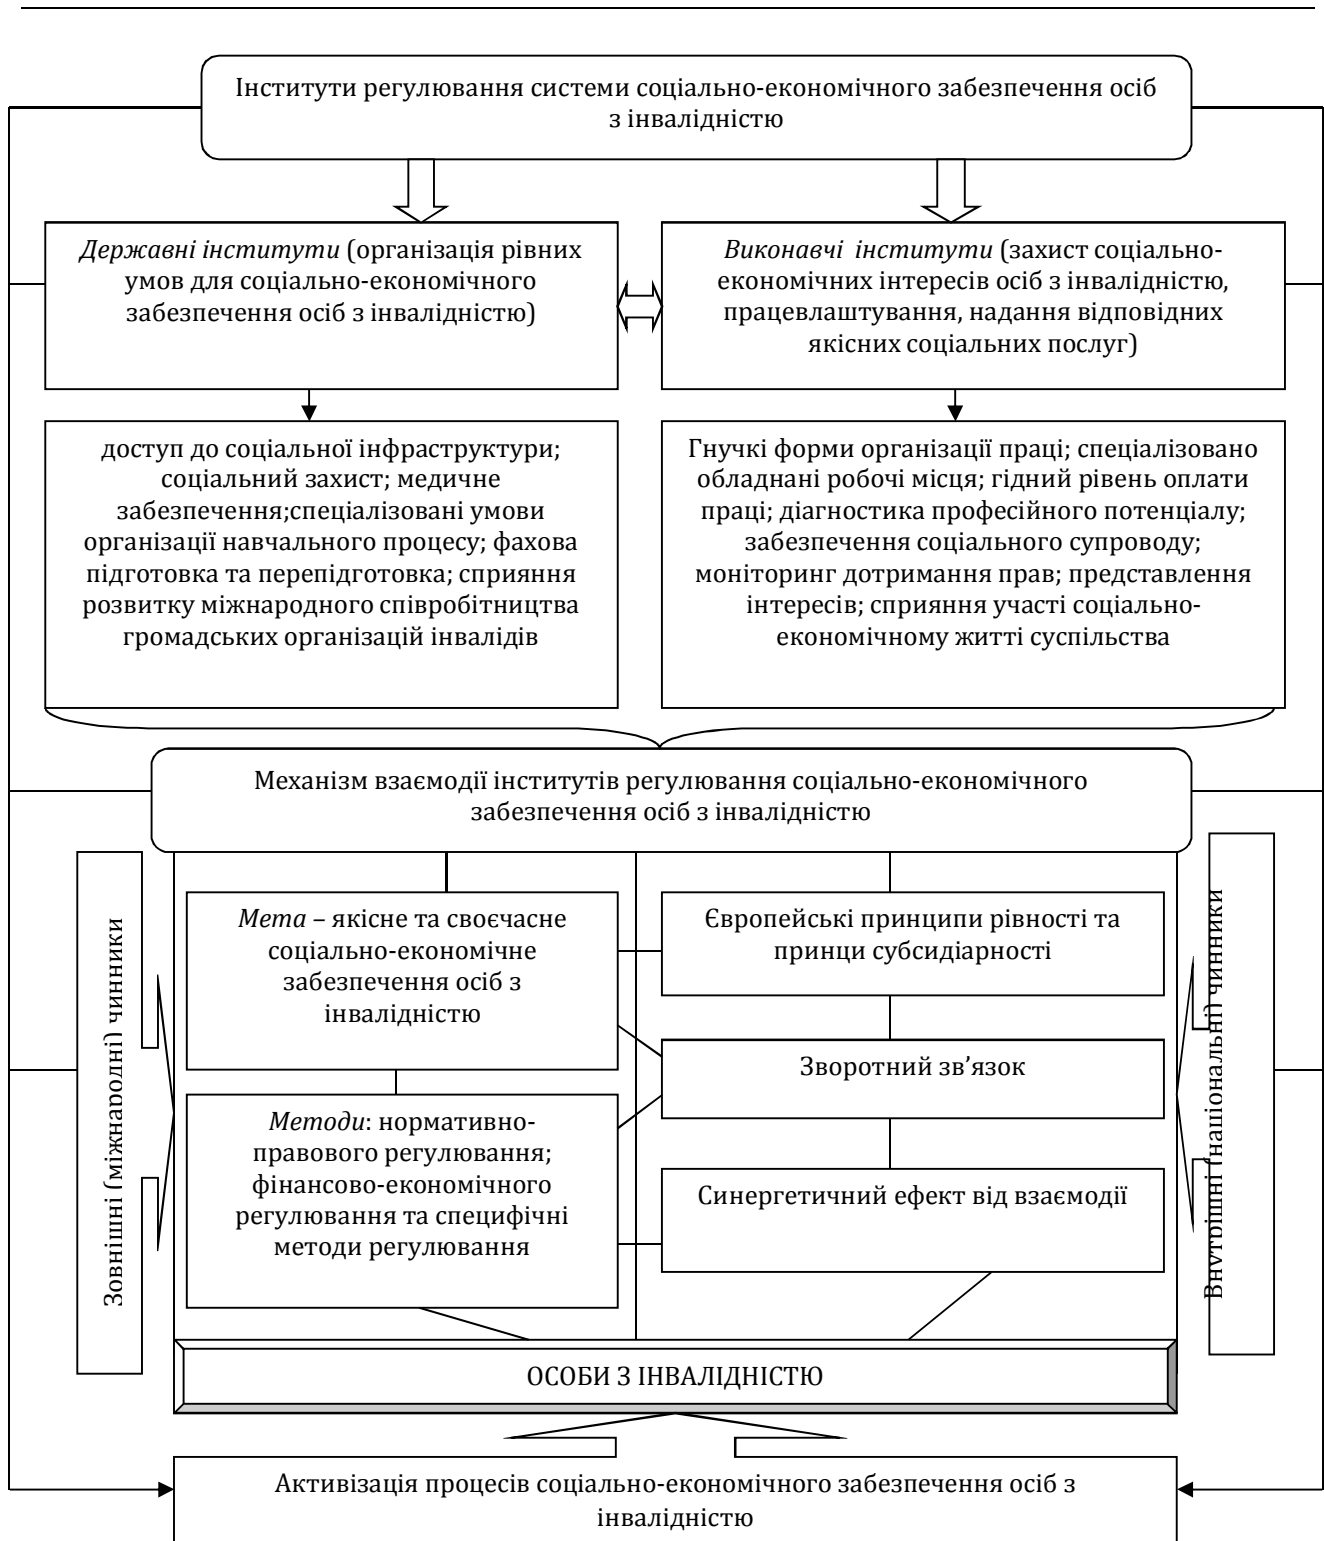 Інститути регулювання системи соціально-економічного забезпечення осіб
з інвалідністю
Державні інститути (організація рівних
умов для соціально-економічного
забезпечення осіб з інвалідністю)
Виконавчі інститути (захист соціально-
економічних інтересів осіб з інвалідністю,
працевлаштування, надання відповідних
якісних соціальних послуг)
доступ до соціальної інфраструктури;
соціальний захист; медичне
забезпечення;спеціалізовані умови
організації навчального процесу; фахова
підготовка та перепідготовка; сприяння
розвитку міжнародного співробітництва
громадських організацій інвалідів
Гнучкі форми організації праці; спеціалізовано
обладнані робочі місця; гідний рівень оплати
праці; діагностика професійного потенціалу;
забезпечення соціального супроводу;
моніторинг дотримання прав; представлення
інтересів; сприяння участі соціально-
економічному житті суспільства
Механізм взаємодії інститутів регулювання соціально-економічного
забезпечення осіб з інвалідністю
Зовнішні (міжнародні) чинники
Мета – якісне та своєчасне
соціально-економічне
забезпечення осіб з
інвалідністю
Європейські принципи рівності та
принци субсидіарності
Зворотний зв’язок
Методи: нормативно-
правового регулювання;
фінансово-економічного
регулювання та специфічні
методи регулювання
Синергетичний ефект від взаємодії
Внутрішні (національні) чинники
ОСОБИ З ІНВАЛІДНІСТЮ
Активізація процесів соціально-економічного забезпечення осіб з
інвалідністю